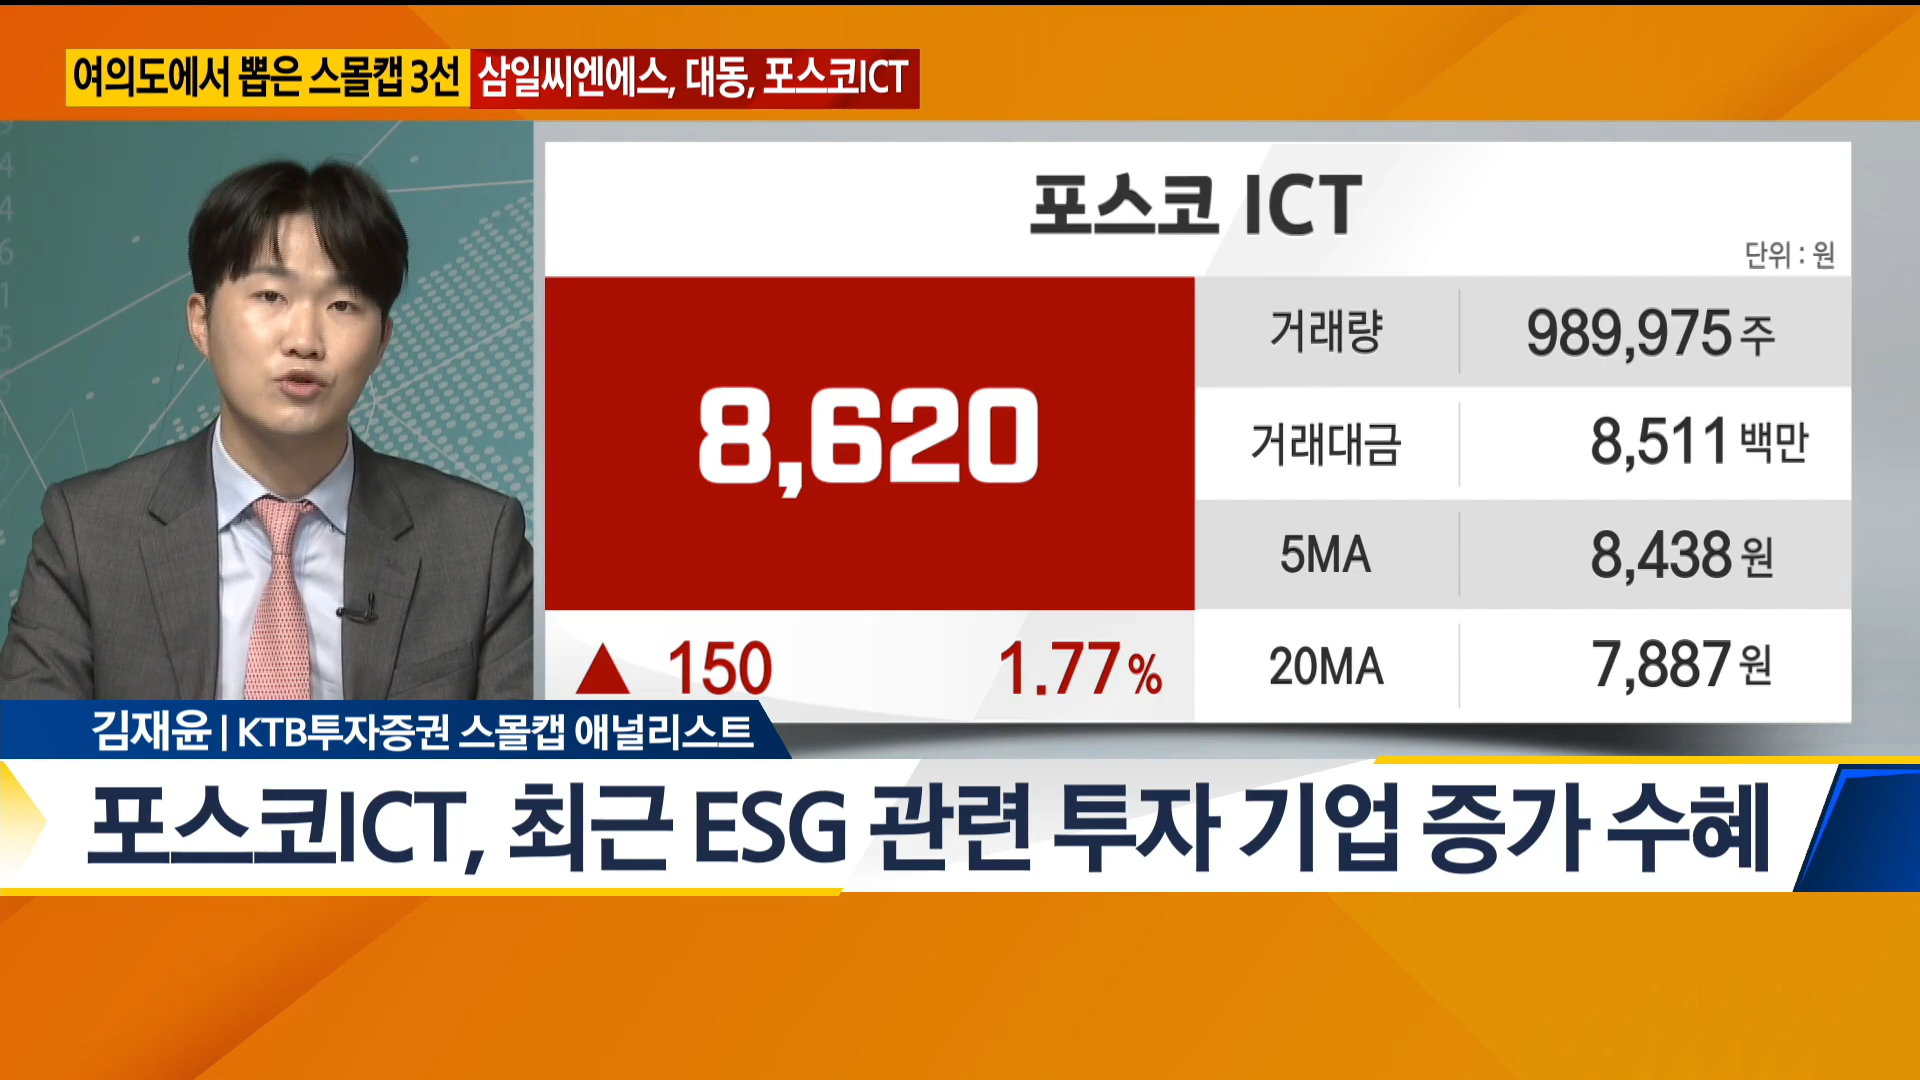 여의도에서 뽑은 스몰캡 3선 삼일씨엔에스, 대동, 포스코ICT
포스코 ICT
단위 : 원
8,620
▲ 150 1.77%
거래량 989,975 주
거래대금 8,511 백만
5MA 8,438 원
20MA 7,887 원
김재윤 | KTB투자증권 스몰캡 애널리스트
포스코ICT, 최근 ESG 관련 투자 기업 증가 수혜